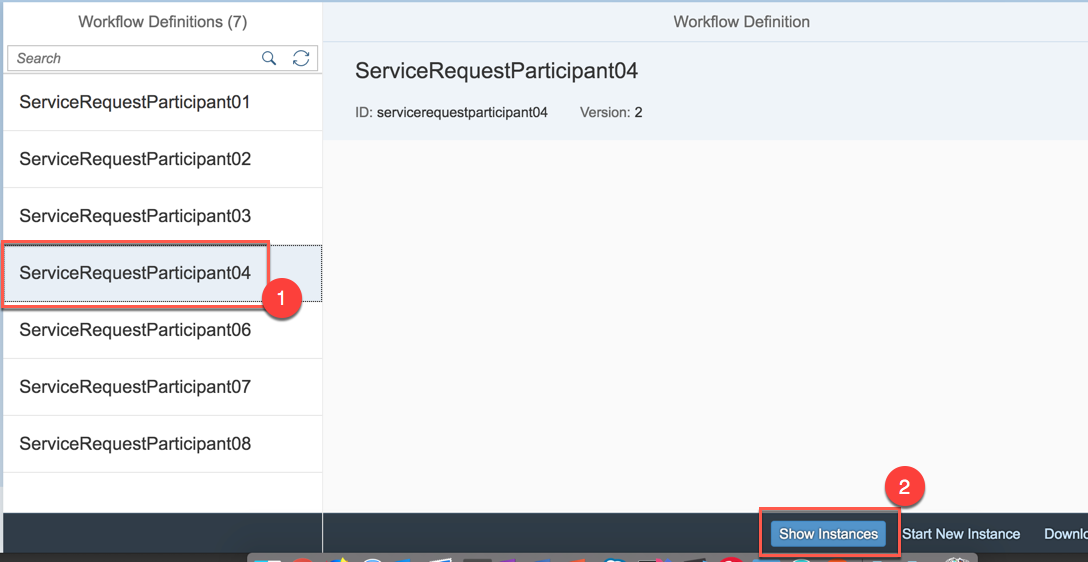 Workflow Definitions (7)
Search
ServiceRequestParticipant01
ServiceRequestParticipant02
ServiceRequestParticipant03
ServiceRequestParticipant04
1
ServiceRequestParticipant06
ServiceRequestParticipant07
ServiceRequestParticipant08
Workflow Definition
ServiceRequestParticipant04
ID: servicerequestparticipant04 Version: 2
2
Show Instances Start New Instance Downlo